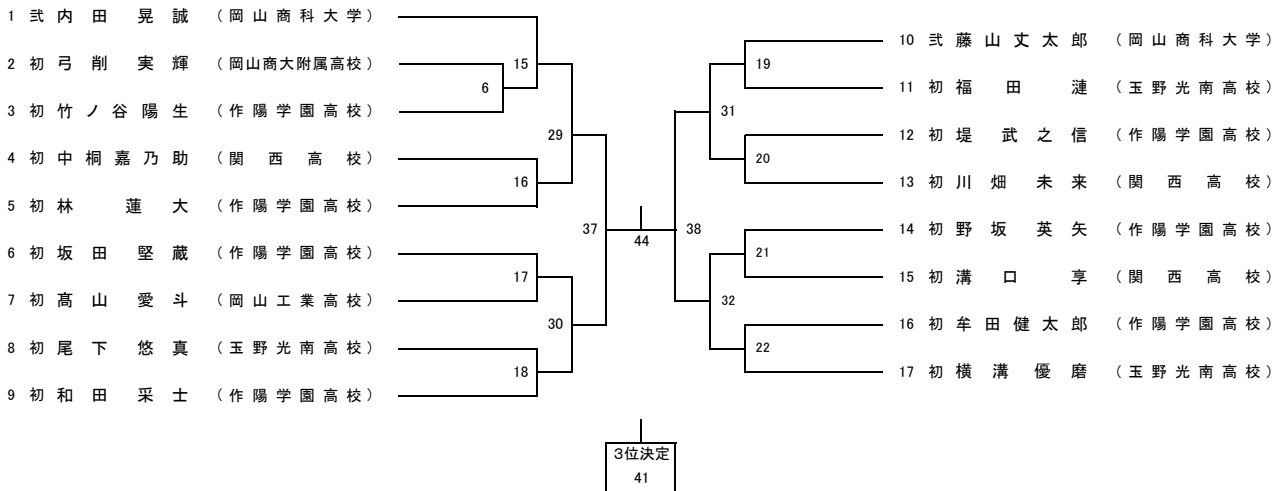 1 弐 内田晃誠 (岡山商科大学)
2 初 弓削実輝 (岡山商大附属高校)
3 初 竹ノ谷陽生 (作陽学園高校)
4 初 中桐嘉乃助 (関西高校)
5 初 林蓮大 (作陽学園高校)
6 初 坂田堅蔵 (作陽学園高校)
7 初 髙山愛斗 (岡山工業高校)
8 初 尾下悠真 (玉野光南高校)
9 初 和田采士 (作陽学園高校)
15
6
29
16
37
17
30
18
44
38
19
31
20
21
32
22
10 弐 藤山丈太郎 (岡山商科大学)
11 初 福田漣 (玉野光南高校)
12 初 堤武之信 (作陽学園高校)
13 初 川畑未来 (関西高校)
14 初 野坂英矢 (作陽学園高校)
15 初 溝口享 (関西高校)
16 初 牟田健太郎 (作陽学園高校)
17 初 横溝優磨 (玉野光南高校)
3位決定
41